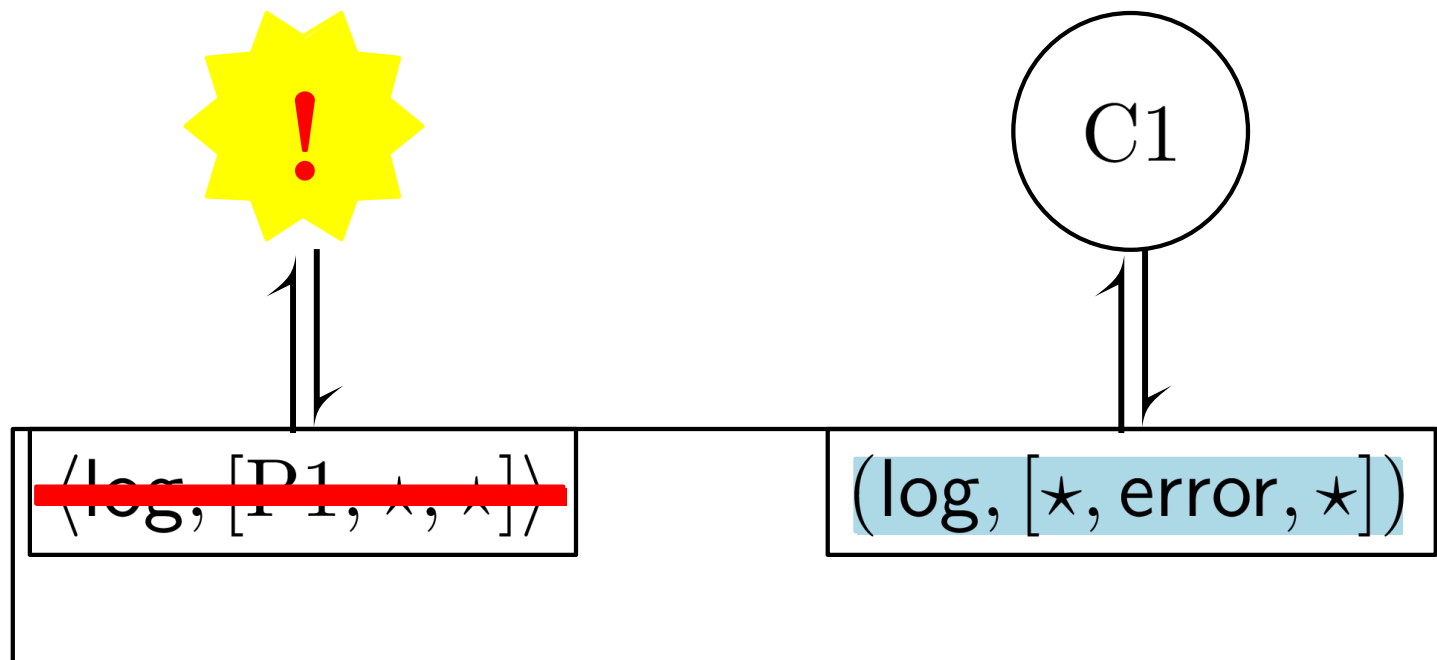 !
C1
⟨log, [P1, ⋆, ⋆]⟩
(log, [⋆, error, ⋆])